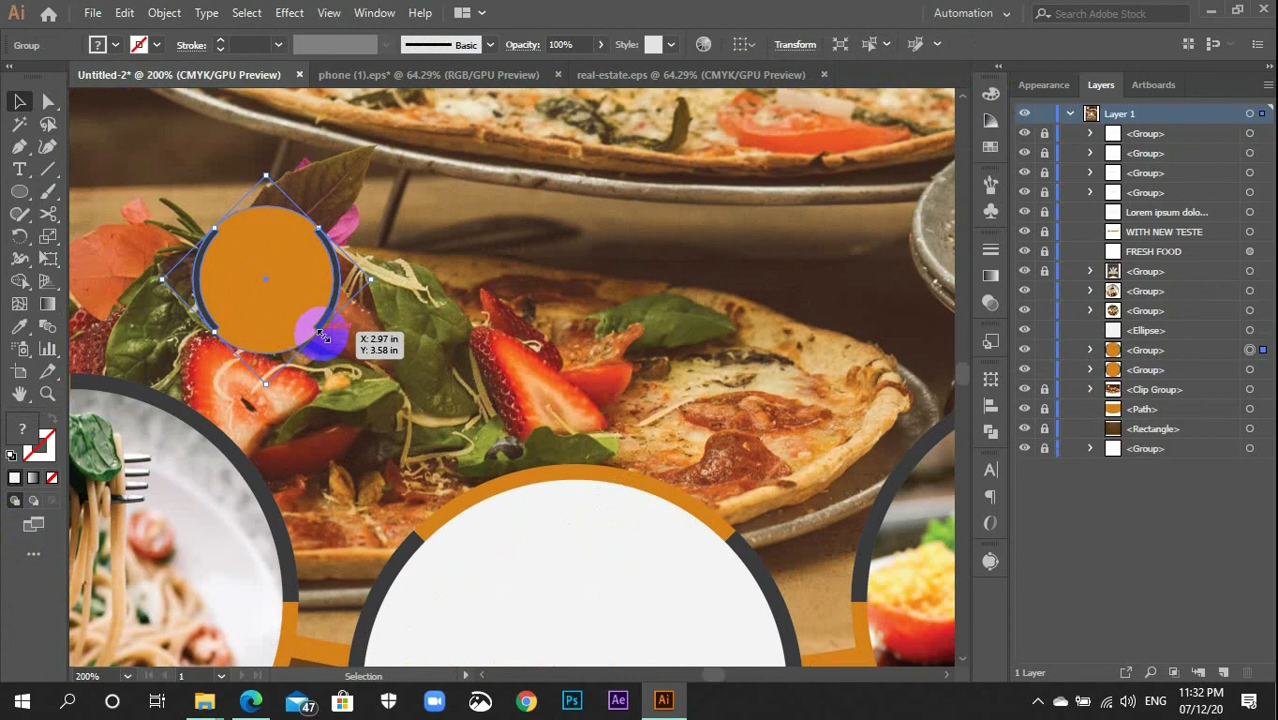 Ai File Edit Object Type Select Effect View Window Help Automation Search Adobe Stock
Group ? Stroke: Basic Opacity: 100% Style: Transform
Untitled-2* @ 200% (CMYK/GPU Preview) × phone (1).eps* @ 64.29% (RGB/GPU Preview) × real-estate.eps @ 64.29% (CMYK/GPU Preview) ×
Appearance Layers Artboards
Layer 1
<Group>
<Group>
<Group>
<Group>
Lorem ipsum dolo...
WITH NEW TESTE
FRESH FOOD
<Group>
<Group>
<Group>
<Ellipse>
<Group>
<Group>
<Clip Group>
<Path>
<Rectangle>
<Group>
X: 2.97 in
Y: 3.58 in
?
200% 1 Selection
1 Layer
47 Ps Ae Ai ENG
11:32 PM
07/12/20